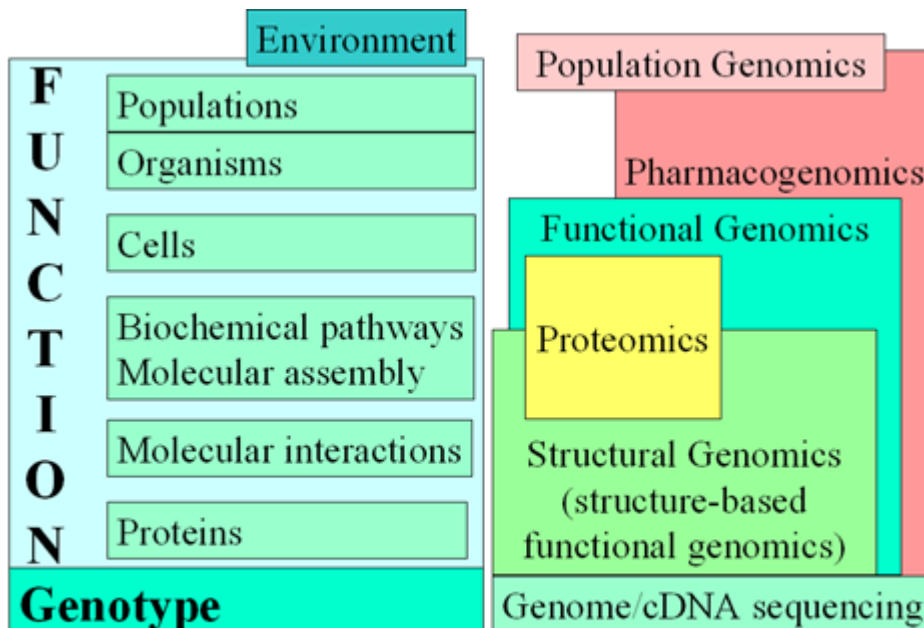 Environment
FUNCTION
Populations
Organisms
Cells
Biochemical pathways
Molecular assembly
Molecular interactions
Proteins
Genotype
Population Genomics
Pharmacogenomics
Functional Genomics
Proteomics
Structural Genomics
(structure-based
functional genomics)
Genome/cDNA sequencing